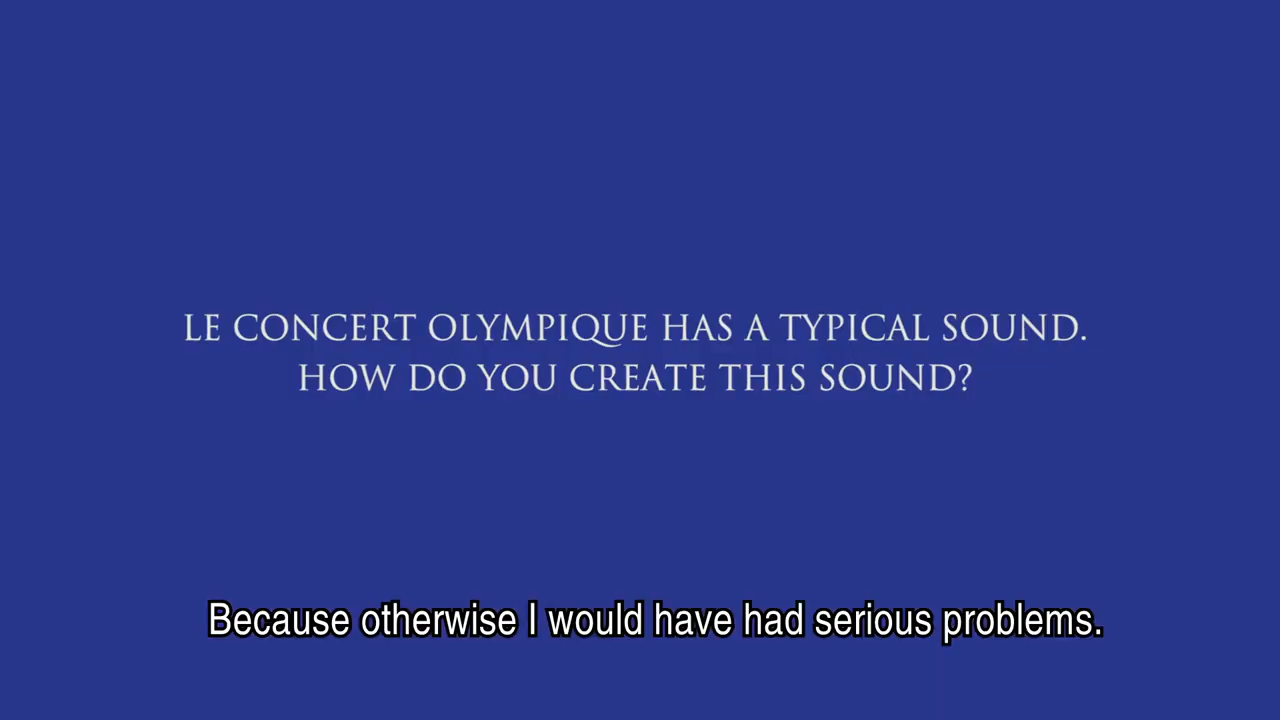 LE CONCERT OLYMPIQUE HAS A TYPICAL SOUND.
HOW DO YOU CREATE THIS SOUND?
Because otherwise I would have had serious problems.